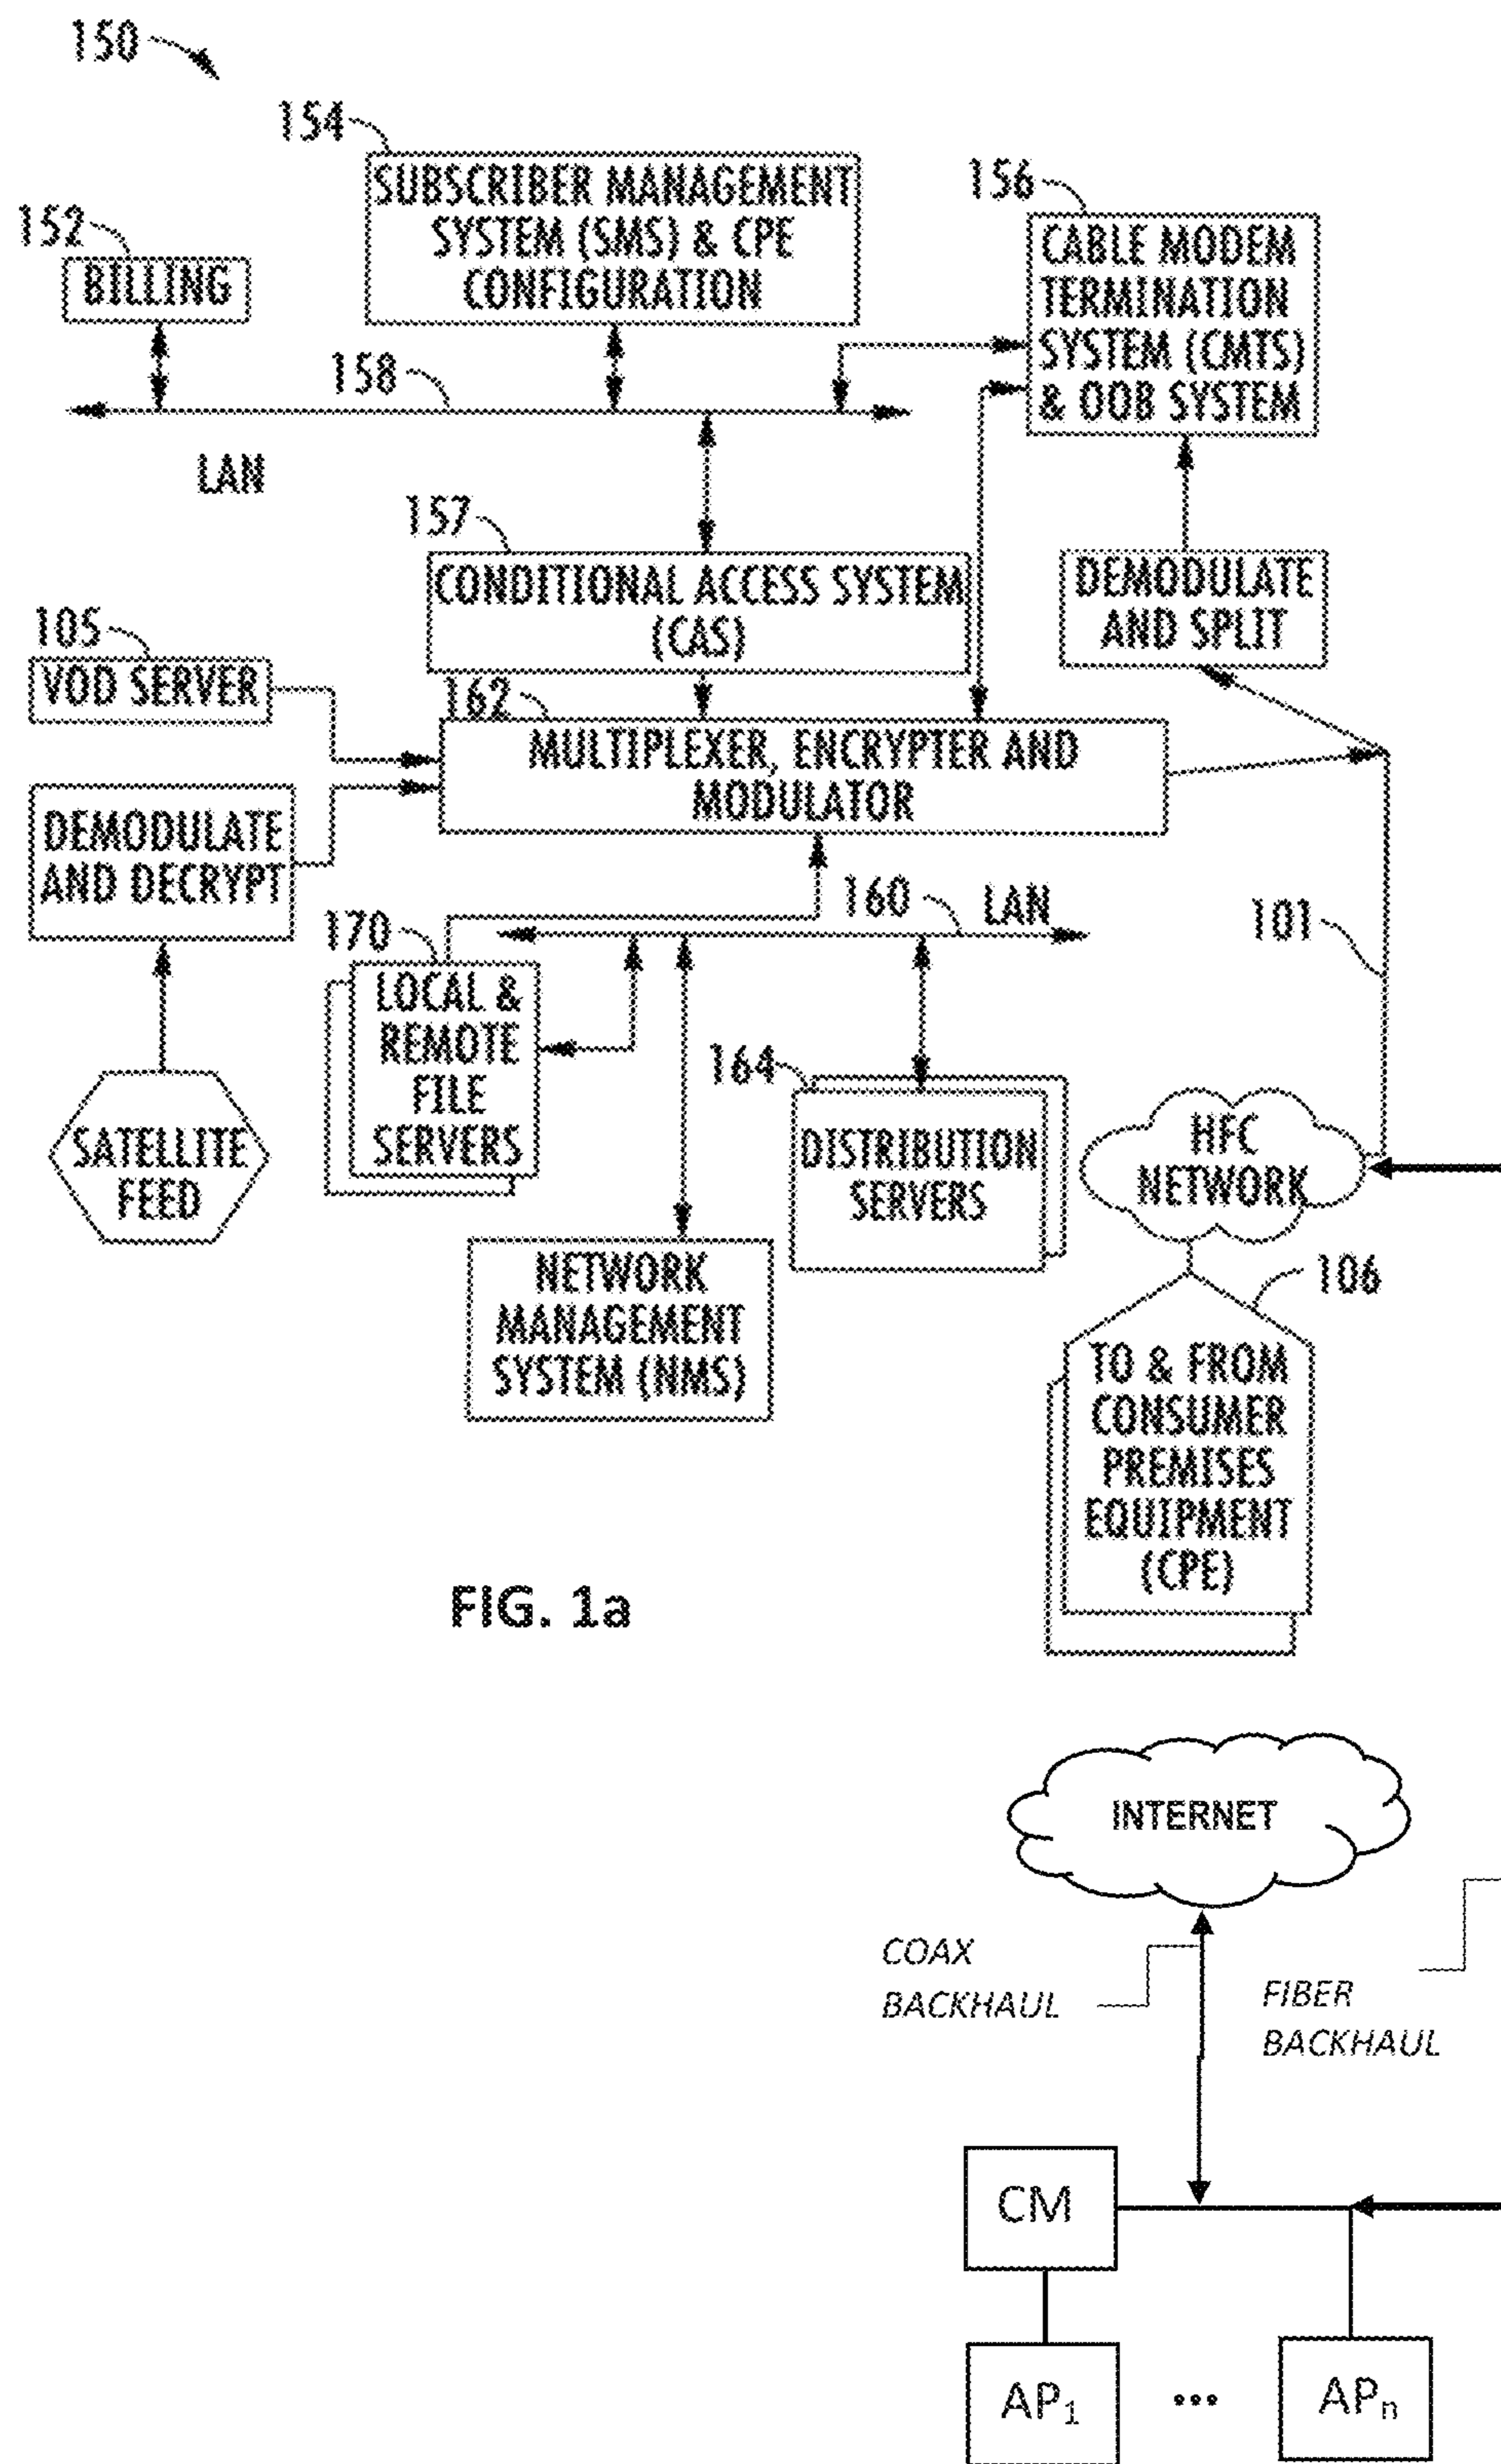 150
154
SUBSCRIBER MANAGEMENT
SYSTEM (SMS) & CPE
CONFIGURATION
156
CABLE MODEM
TERMINATION
SYSTEM (CMTS)
& OOB SYSTEM
152
BILLING
158
LAN
157
CONDITIONAL ACCESS SYSTEM
(CAS)
DEMODULATE
AND SPLIT
105
VOD SERVER
162
MULTIPLEXER, ENCRYPTER AND
MODULATOR
DEMODULATE
AND DECRYPT
160
LAN
101
170
LOCAL &
REMOTE
FILE
SERVERS
164
DISTRIBUTION
SERVERS
SATELLITE
FEED
HFC
NETWORK
NETWORK
MANAGEMENT
SYSTEM (NMS)
106
TO & FROM
CONSUMER
PREMISES
EQUIPMENT
(CPE)
FIG. 1a
INTERNET
COAX
BACKHAUL
FIBER
BACKHAUL
CM
AP1
...
APn